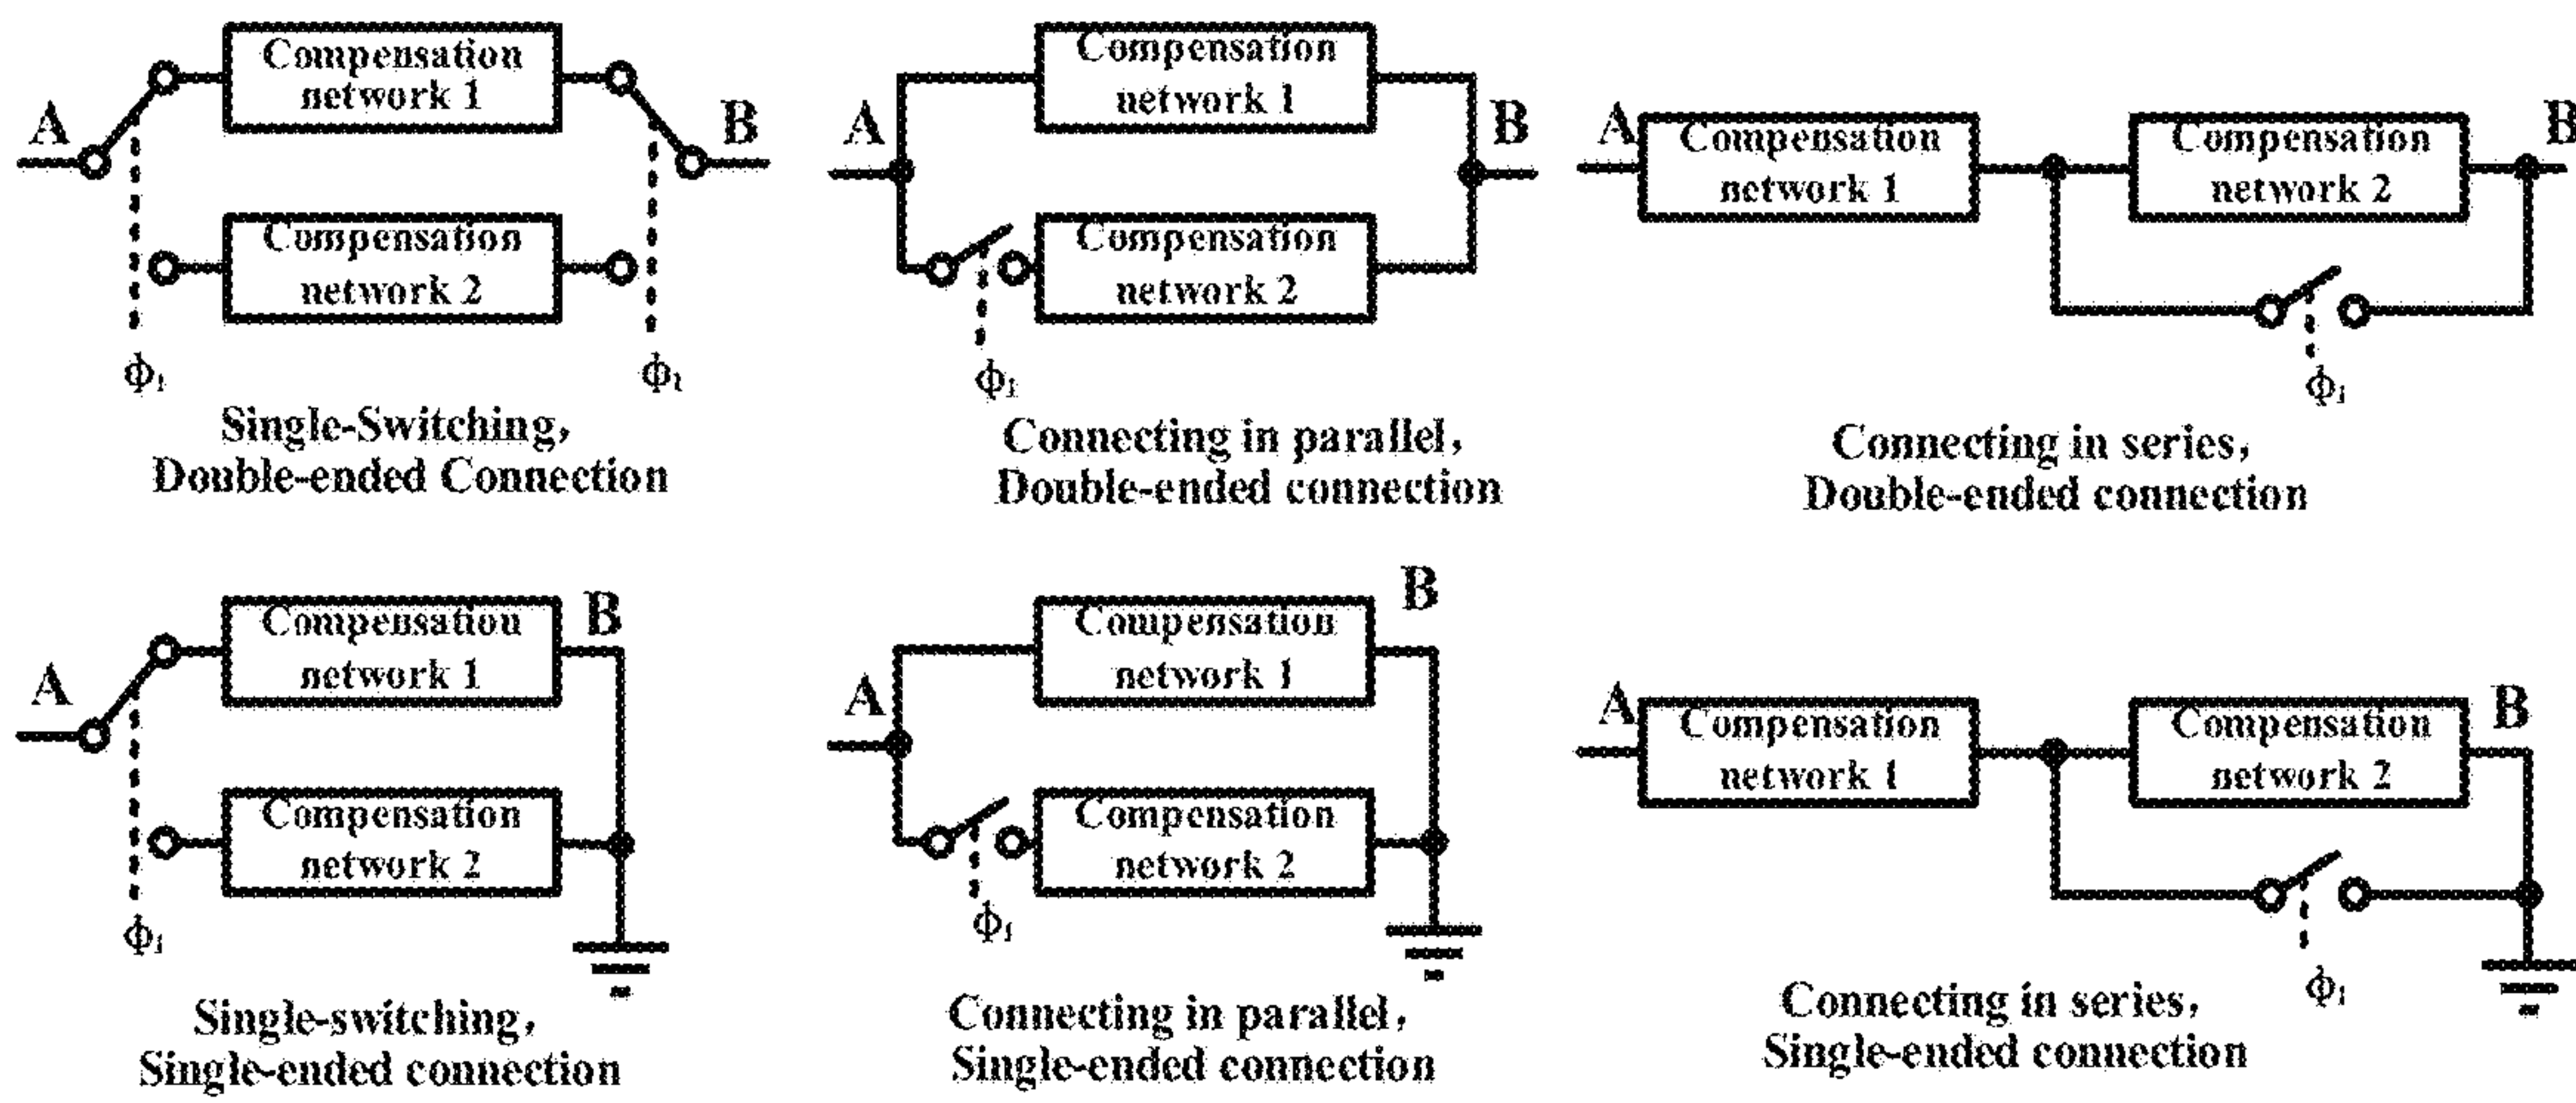 A
Compensation
network 1
B
Compensation
network 2
ϕ₁
ϕ₁
Single-Switching,
Double-ended Connection
A
Compensation
network 1
B
Compensation
network 2
ϕ₁
Connecting in parallel,
Double-ended connection
A
Compensation
network 1
Compensation
network 2
B
ϕ₁
Connecting in series,
Double-ended connection
A
Compensation
network 1
B
Compensation
network 2
ϕ₁
Single-switching,
Single-ended connection
A
Compensation
network 1
B
Compensation
network 2
ϕ₁
Connecting in parallel,
Single-ended connection
A
Compensation
network 1
Compensation
network 2
B
ϕ₁
Connecting in series,
Single-ended connection